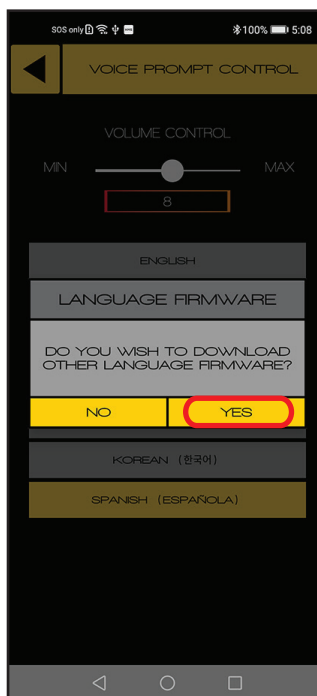 SOS only
100% 5:08
VOICE PROMPT CONTROL
VOLUME CONTROL
MIN MAX
8
ENGLISH
LANGUAGE FIRMWARE
DO YOU WISH TO DOWNLOAD
OTHER LANGUAGE FIRMWARE?
NO YES
KOREAN (한국어)
SPANISH (ESPAÑOLA)